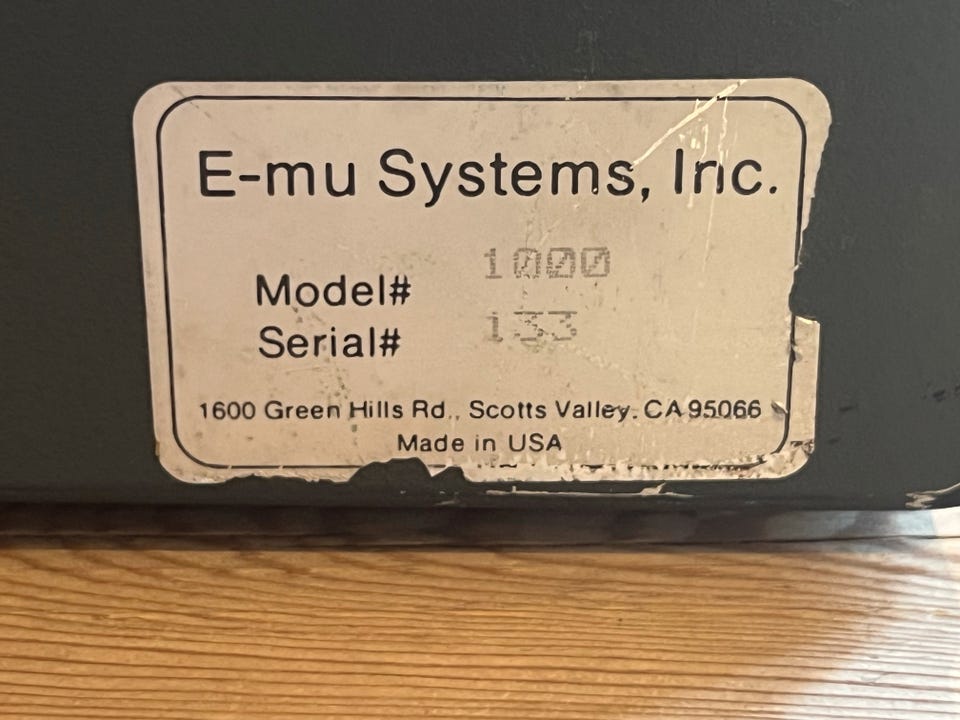 E-mu Systems, Inc.
Model# 1000
Serial# 133
1600 Green Hills Rd., Scotts Valley, CA 95066
Made in USA